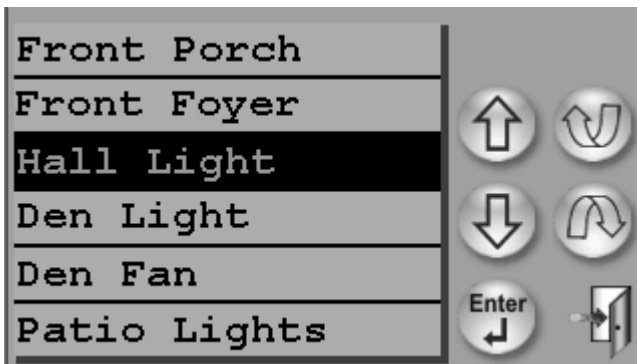 Front Porch
Front Foyer
Hall Light
Den Light
Den Fan
Patio Lights
Enter